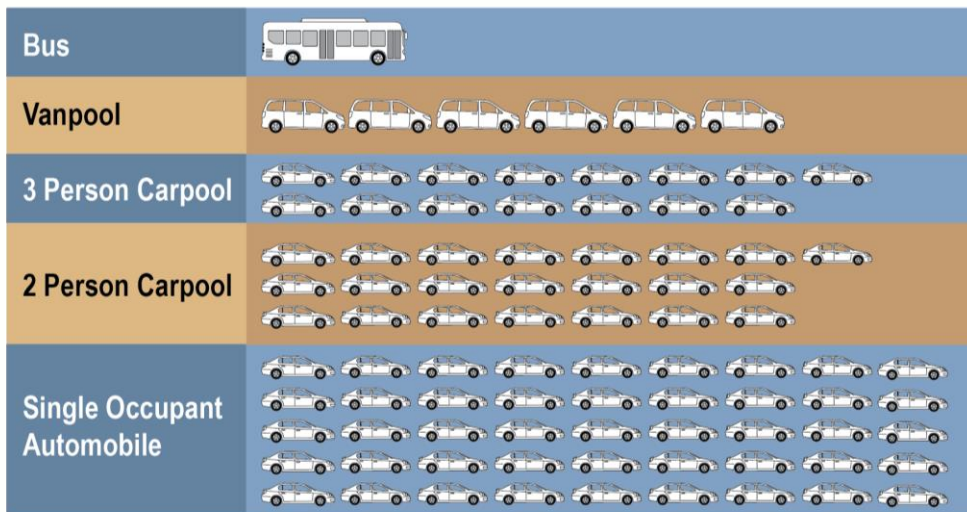 Bus
Vanpool
3 Person Carpool
2 Person Carpool
Single Occupant
Automobile